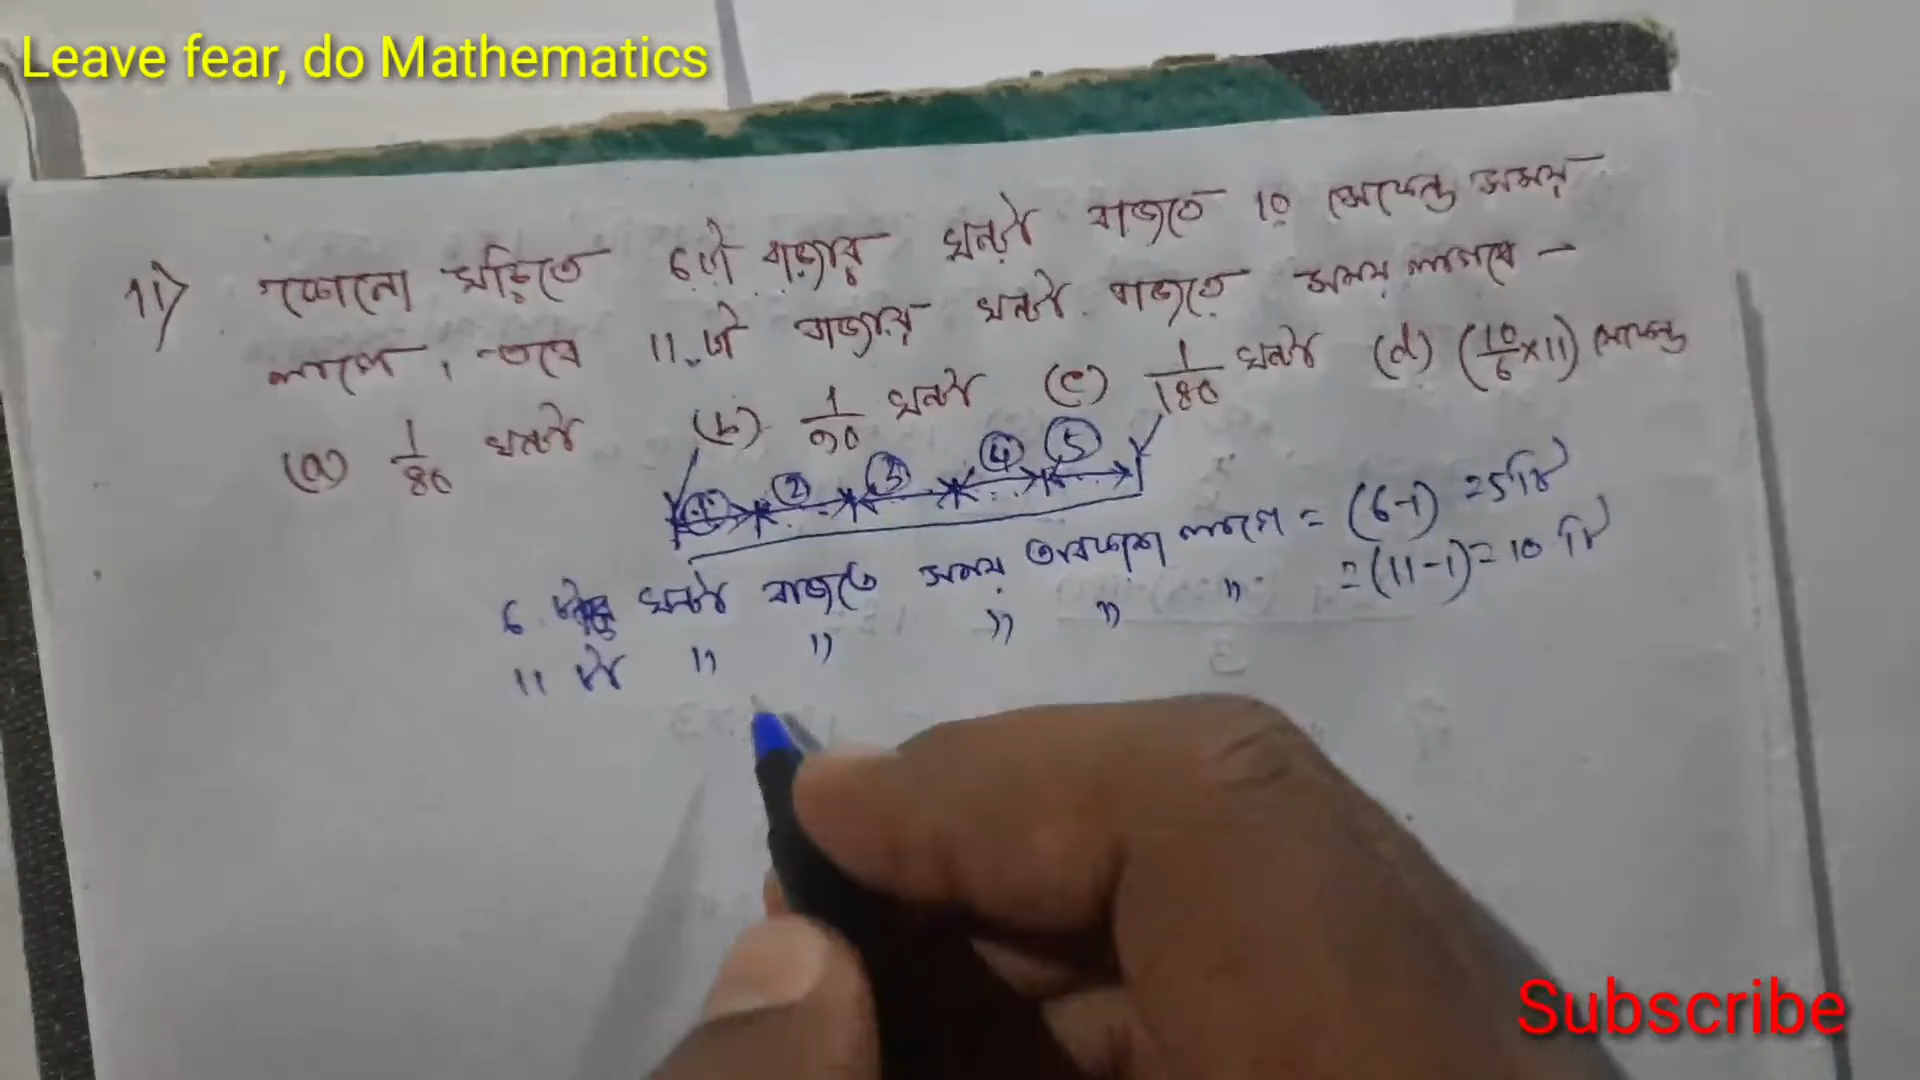 Leave fear, do Mathematics
11) কোনো ঘড়িতে 6টা বাজার ঘন্টা বাজতে 10 সেকেন্ড সময়
লাগে, তবে 11 টা বাজার ঘন্টা বাজতে সময় লাগবে -
(a) 1/80 ঘন্টা (b) 1/90 ঘন্টা (c) 1/180 ঘন্টা (d) (10/6 × 11) সেকেন্ড
① ② ③ ④ ⑤
6 ঘন্টা বাজতে সময় অবকাশ লাগে = (6-1) = 5টি
11 টা " " " " " = (11-1) = 10 টি
Subscribe